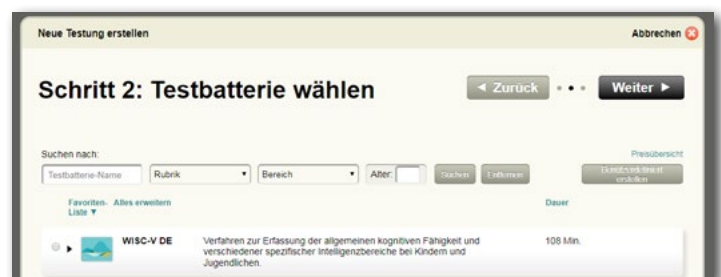 Neue Testung erstellen Abbrechen
Schritt 2: Testbatterie wählen
Zurück
Weiter
Suchen nach:
Preisübersicht
Testbatterie-Name Rubrik Bereich Alter: Suchen Entfernen Benutzerdefiniert
erstellen
Favoriten- Alles erweitern Dauer
Liste
WISC-V DE Verfahren zur Erfassung der allgemeinen kognitiven Fähigkeit und 108 Min.
verschiedener spezifischer Intelligenzbereiche bei Kindern und
Jugendlichen.